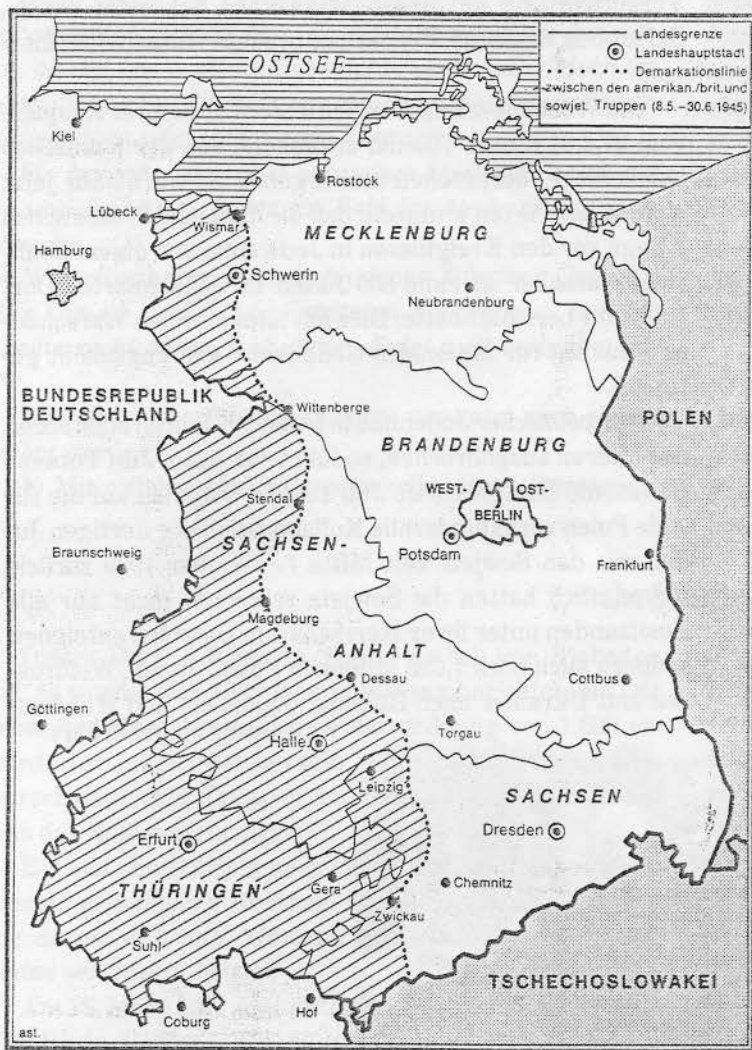 OSTSEE
Landesgrenze
Landeshauptstadt
Demarkationslinie
zwischen den amerikan./brit.und
sowjet. Truppen (8.5.–30.6.1945)
Kiel
Rostock
Lübeck
Wismar
MECKLENBURG
Hamburg
Schwerin
Neubrandenburg
BUNDESREPUBLIK
DEUTSCHLAND
Wittenberge
POLEN
BRANDENBURG
WEST-
OST-
BERLIN
Stendal
SACHSEN
Potsdam
Braunschweig
Frankfurt
Magdeburg
ANHALT
Dessau
Cottbus
Göttingen
Torgau
Halle
Leipzig
SACHSEN
Erfurt
Dresden
THÜRINGEN
Gera
Chemnitz
Zwickau
Suhl
TSCHECHOSLOWAKEI
Hof
Coburg
ast.